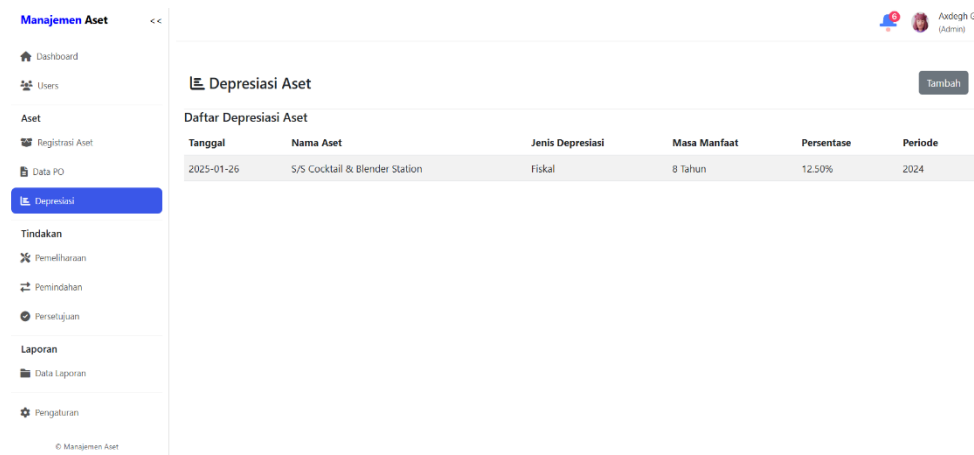 Manajemen Aset <<
6
Axdegh G
(Admin)
Dashboard
Users
Aset
Registrasi Aset
Data PO
Depresiasi
Tindakan
Pemeliharaan
Pemindahan
Persetujuan
Laporan
Data Laporan
Pengaturan
© Manajemen Aset
Depresiasi Aset
Tambah
Daftar Depresiasi Aset
Tanggal Nama Aset Jenis Depresiasi Masa Manfaat Persentase Periode
2025-01-26 S/S Cocktail & Blender Station Fiskal 8 Tahun 12.50% 2024